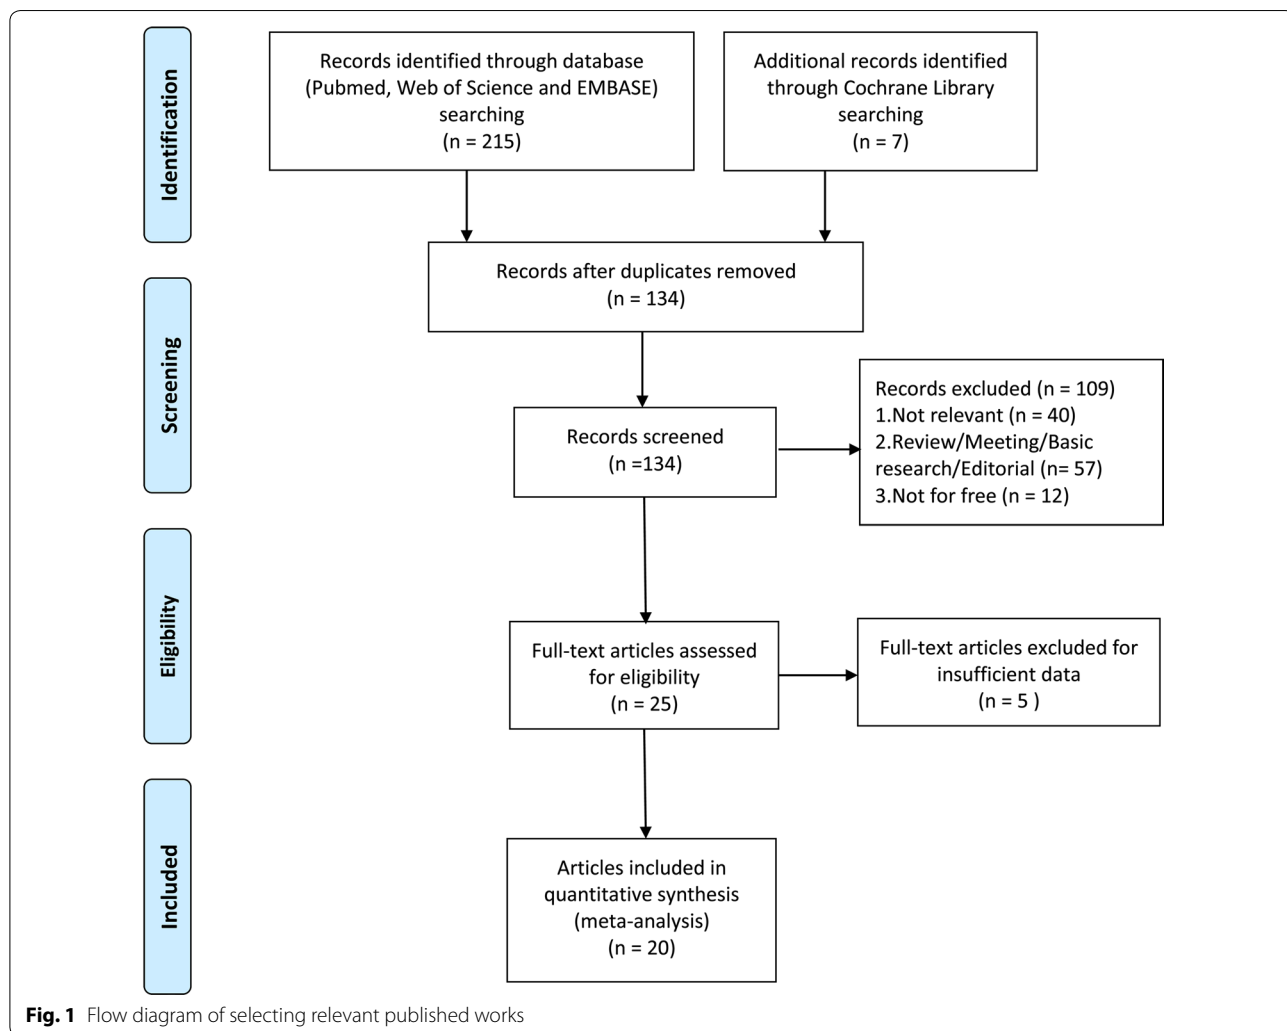 Identification
Records identified through database
(Pubmed, Web of Science and EMBASE)
searching
(n = 215)
Additional records identified
through Cochrane Library
searching
(n = 7)
Records after duplicates removed
(n = 134)
Screening
Records screened
(n =134)
Records excluded (n = 109)
1.Not relevant (n = 40)
2.Review/Meeting/Basic
research/Editorial (n= 57)
3.Not for free (n = 12)
Eligibility
Full-text articles assessed
for eligibility
(n = 25)
Full-text articles excluded for
insufficient data
(n = 5 )
Included
Articles included in
quantitative synthesis
(meta-analysis)
(n = 20)
Fig. 1 Flow diagram of selecting relevant published works